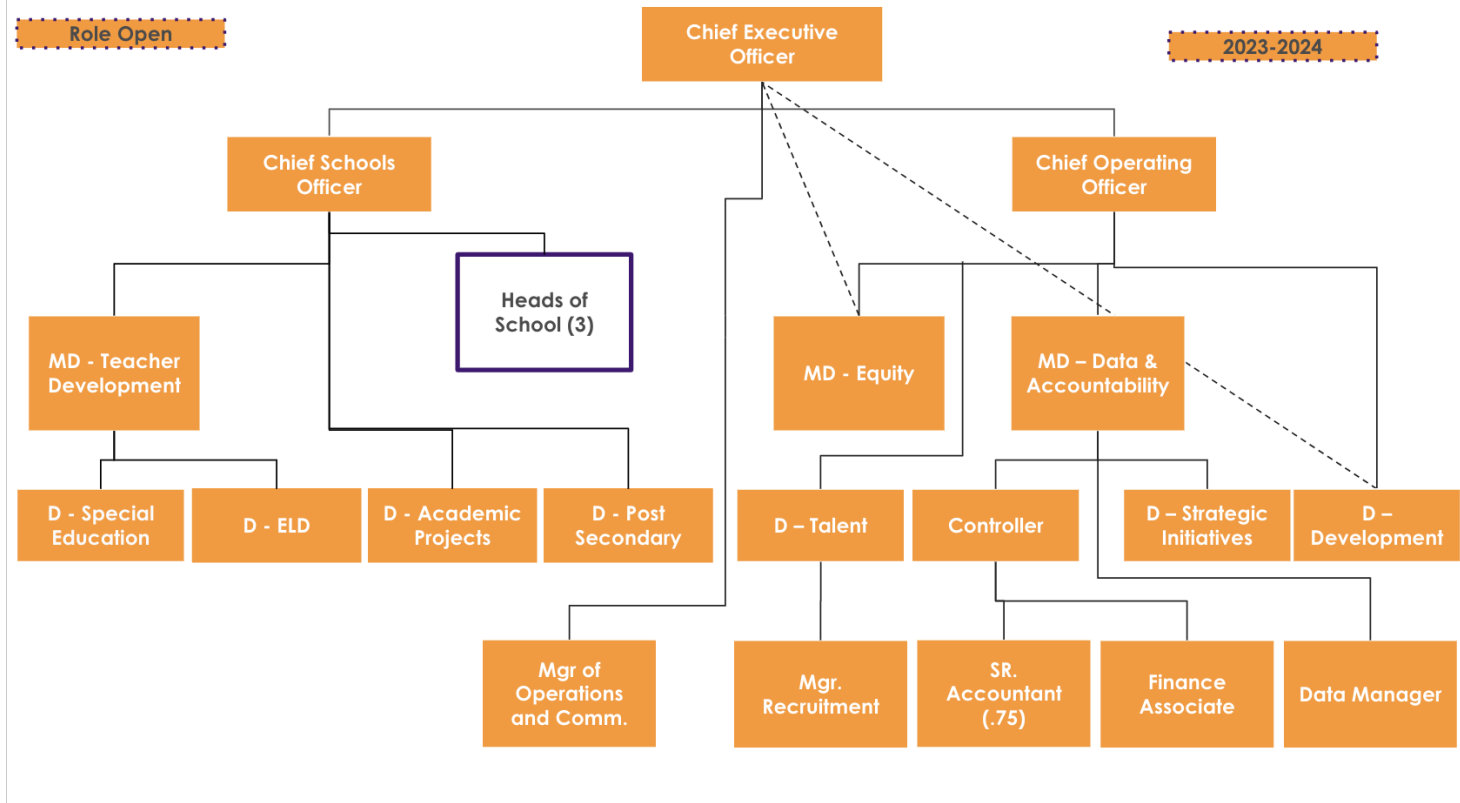 Role Open
Chief Executive
Officer
2023-2024
Chief Schools
Officer
Chief Operating
Officer
Heads of
School (3)
MD - Teacher
Development
MD - Equity
MD – Data &
Accountability
D - Special
Education
D - ELD
D - Academic
Projects
D - Post
Secondary
D – Talent
Controller
D – Strategic
Initiatives
D –
Development
Mgr of
Operations
and Comm.
Mgr.
Recruitment
SR.
Accountant
(.75)
Finance
Associate
Data Manager